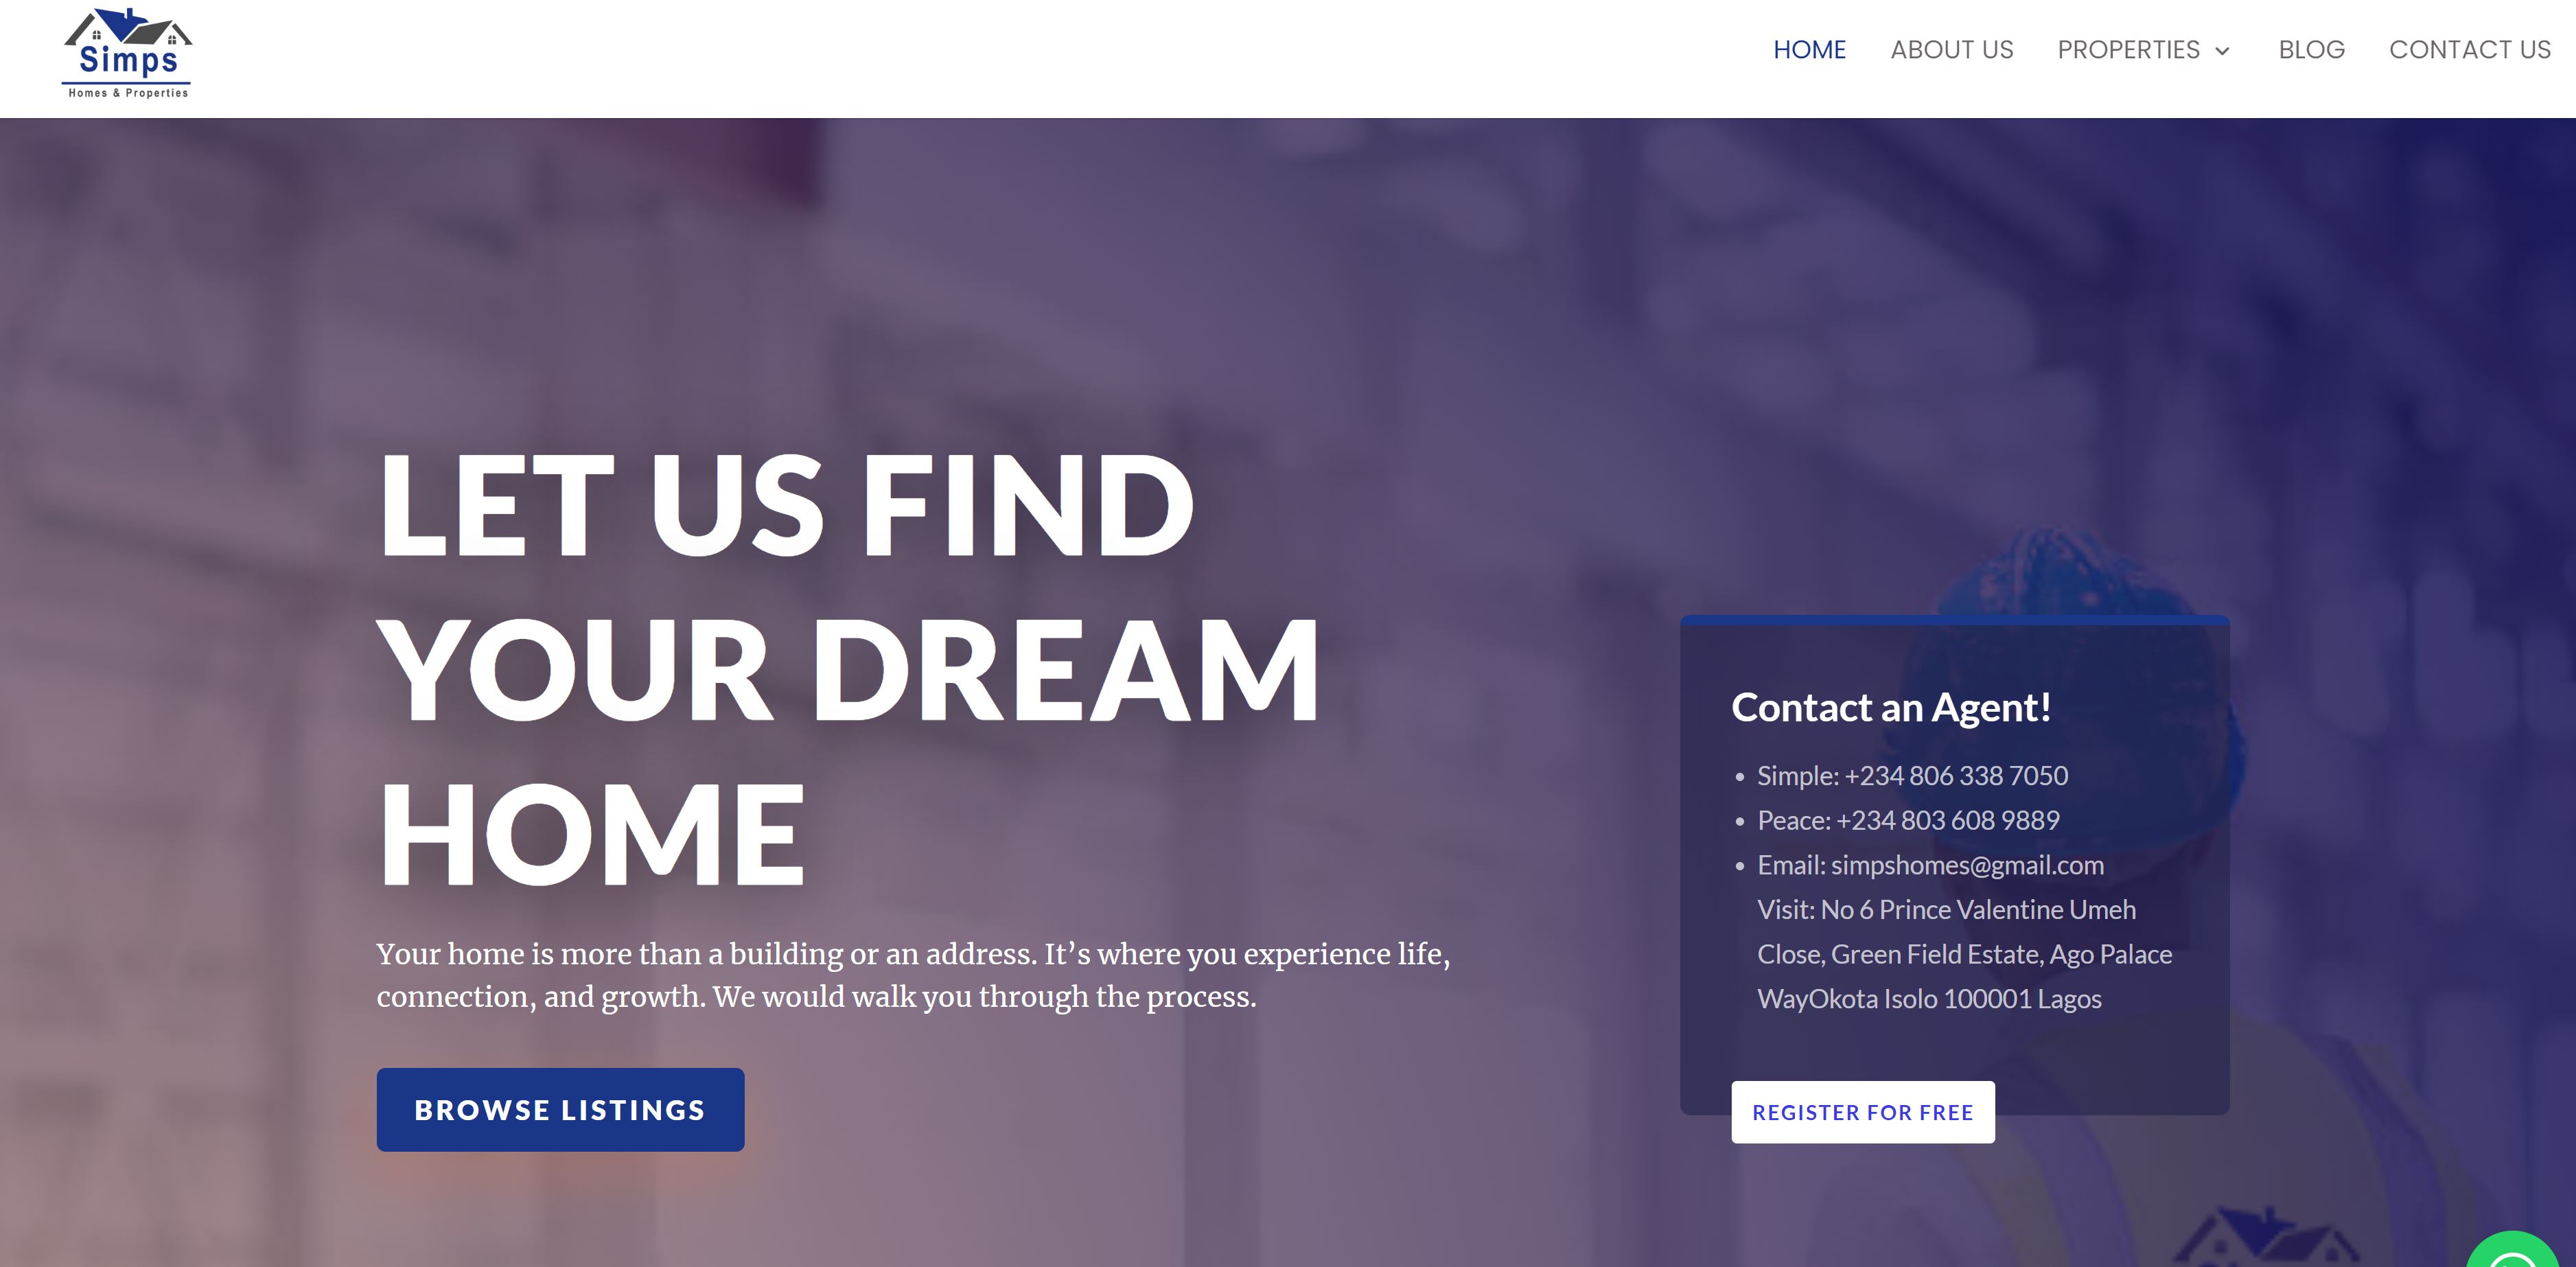 Simps
Homes & Properties
HOME ABOUT US PROPERTIES BLOG CONTACT US
LET US FIND
YOUR DREAM
HOME
Your home is more than a building or an address. It’s where you experience life,
connection, and growth. We would walk you through the process.
BROWSE LISTINGS
Contact an Agent!
Simple: +234 806 338 7050
Peace: +234 803 608 9889
Email: simpshomes@gmail.com
Visit: No 6 Prince Valentine Umeh
Close, Green Field Estate, Ago Palace
WayOkota Isolo 100001 Lagos
REGISTER FOR FREE